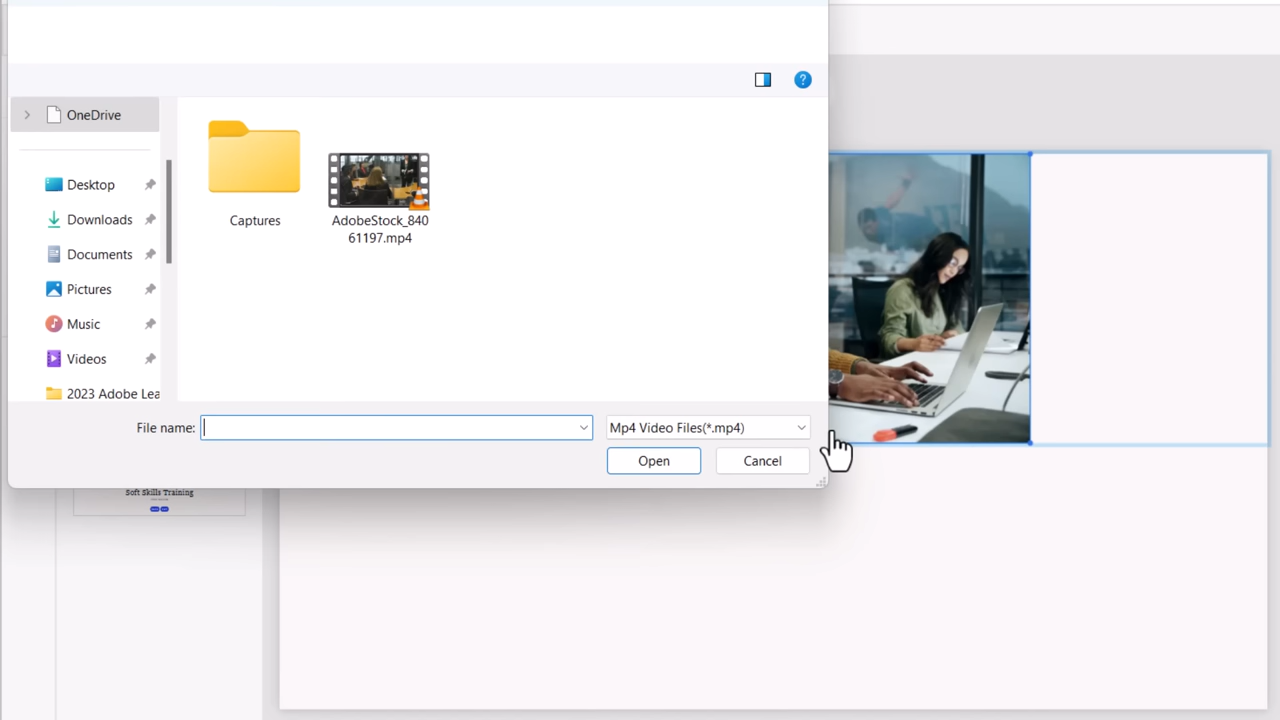 ?
OneDrive
Desktop
Downloads
Documents
Pictures
Music
Videos
2023 Adobe Lea
Captures
AdobeStock_840
61197.mp4
File name:
Mp4 Video Files(*.mp4)
Open
Cancel
Soft Skills Training